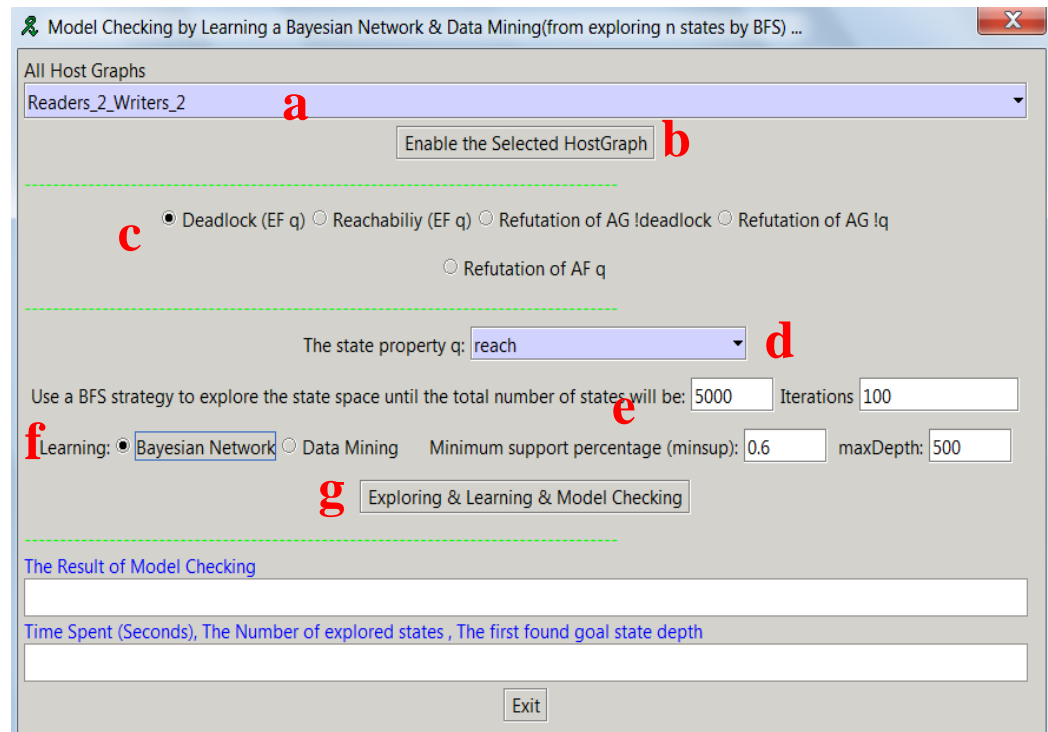 Model Checking by Learning a Bayesian Network & Data Mining(from exploring n states by BFS) ...
X
All Host Graphs
Readers_2_Writers_2
a
Enable the Selected HostGraph
b
c
Deadlock (EF q) Reachabiliy (EF q) Refutation of AG !deadlock Refutation of AG !q
Refutation of AF q
The state property q: reach
d
Use a BFS strategy to explore the state space until the total number of states will be: 5000 Iterations 100
e
f
Learning: Bayesian Network Data Mining Minimum support percentage (minsup): 0.6 maxDepth: 500
g
Exploring & Learning & Model Checking
The Result of Model Checking
Time Spent (Seconds), The Number of explored states , The first found goal state depth
Exit